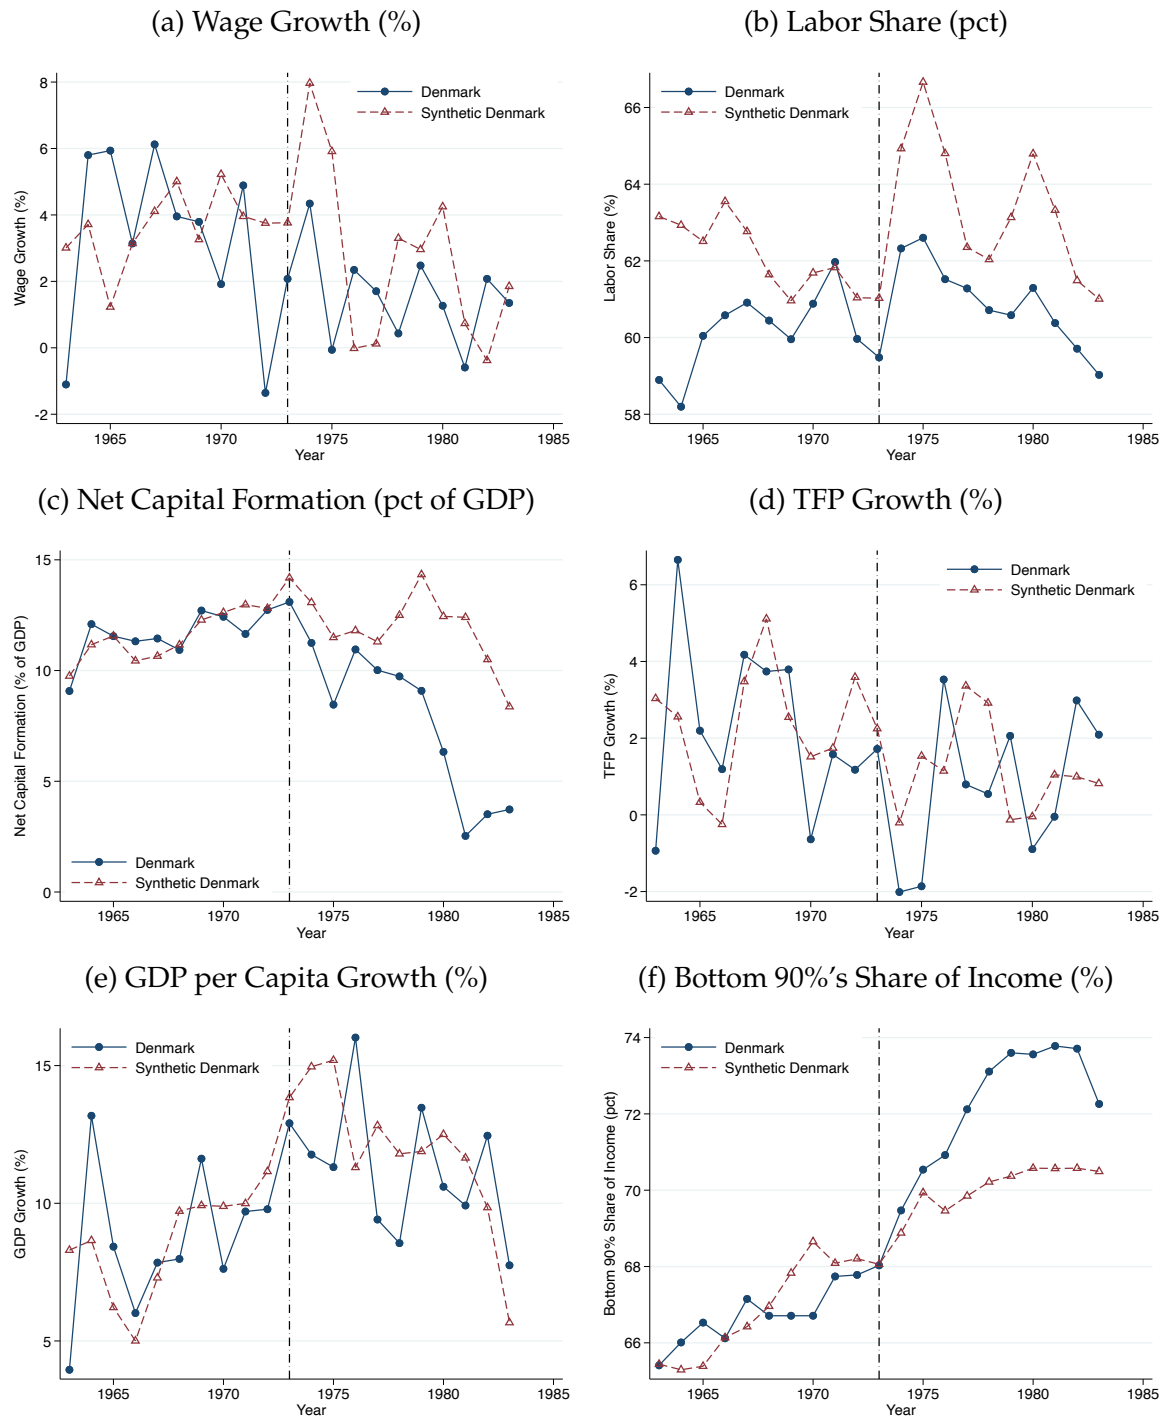 (a) Wage Growth (%)
8
6
4
2
0
-2
Wage Growth (%)
1965 1970 1975 1980 1985
Year
Denmark
Synthetic Denmark
(b) Labor Share (pct)
66
64
62
60
58
Labor Share (%)
1965 1970 1975 1980 1985
Year
Denmark
Synthetic Denmark
(c) Net Capital Formation (pct of GDP)
15
10
5
0
Net Capital Formation (% of GDP)
1965 1970 1975 1980 1985
Year
Denmark
Synthetic Denmark
(d) TFP Growth (%)
6
4
2
0
-2
TFP Growth (%)
1965 1970 1975 1980 1985
Year
Denmark
Synthetic Denmark
(e) GDP per Capita Growth (%)
15
10
5
GDP Growth (%)
1965 1970 1975 1980 1985
Year
Denmark
Synthetic Denmark
(f) Bottom 90%'s Share of Income (%)
74
72
70
68
66
Bottom 90% Share of Income (pct)
1965 1970 1975 1980 1985
Year
Denmark
Synthetic Denmark